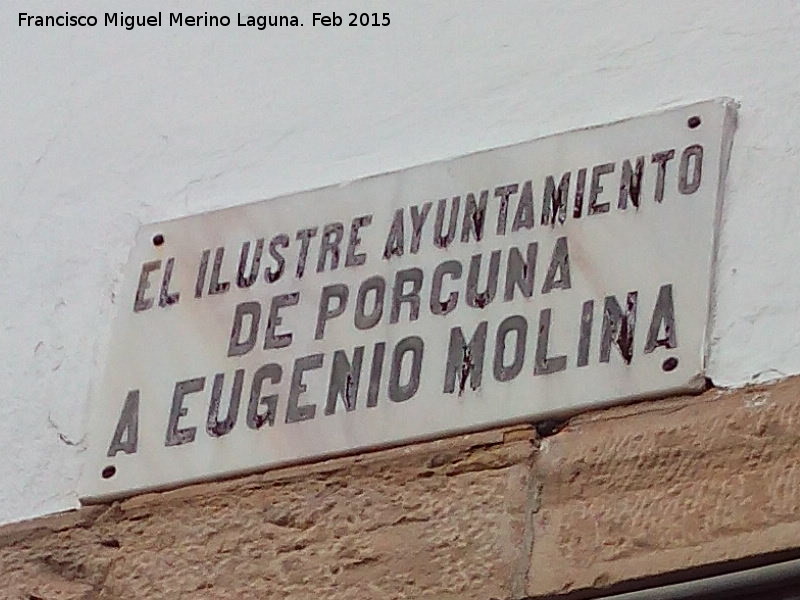 Francisco Miguel Merino Laguna. Feb 2015
EL ILUSTRE AYUNTAMIENTO
DE PORCUNA
A EUGENIO MOLINA